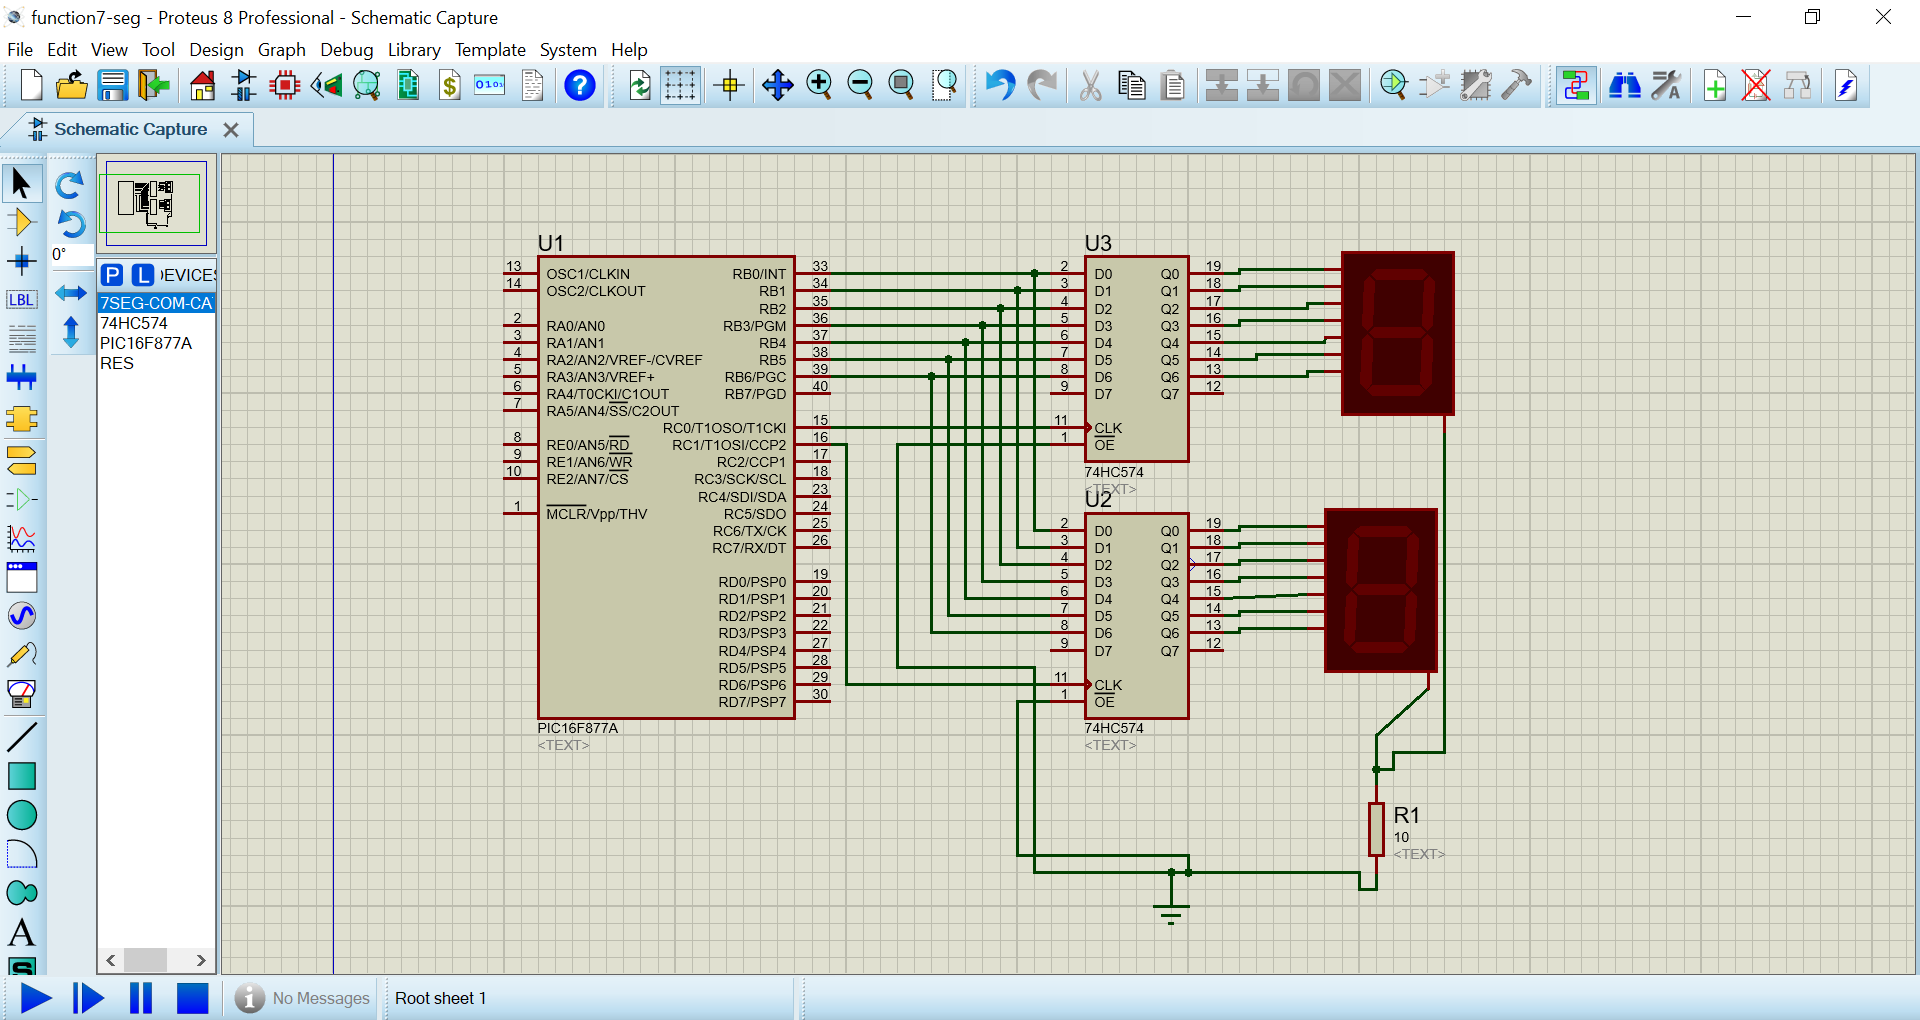 function7-seg - Proteus 8 Professional - Schematic Capture
File Edit View Tool Design Graph Debug Library Template System Help
Schematic Capture
0°
P L DEVICES
7SEG-COM-CA
74HC574
PIC16F877A
RES
LBL
A
S
U1
13 OSC1/CLKIN
14 OSC2/CLKOUT
2 RA0/AN0
3 RA1/AN1
4 RA2/AN2/VREF-/CVREF
5 RA3/AN3/VREF+
6 RA4/T0CKI/C1OUT
7 RA5/AN4/SS/C2OUT
8 RE0/AN5/RD
9 RE1/AN6/WR
10 RE2/AN7/CS
1 MCLR/Vpp/THV
RB0/INT 33
RB1 34
RB2 35
RB3/PGM 36
RB4 37
RB5 38
RB6/PGC 39
RB7/PGD 40
RC0/T1OSO/T1CKI 15
RC1/T1OSI/CCP2 16
RC2/CCP1 17
RC3/SCK/SCL 18
RC4/SDI/SDA 23
RC5/SDO 24
RC6/TX/CK 25
RC7/RX/DT 26
RD0/PSP0 19
RD1/PSP1 20
RD2/PSP2 21
RD3/PSP3 22
RD4/PSP4 27
RD5/PSP5 28
RD6/PSP6 29
RD7/PSP7 30
PIC16F877A
<TEXT>
U3
2 D0 Q0 19
3 D1 Q1 18
4 D2 Q2 17
5 D3 Q3 16
6 D4 Q4 15
7 D5 Q5 14
8 D6 Q6 13
9 D7 Q7 12
11 CLK
1 OE
74HC574
<TEXT>
U2
2 D0 Q0 19
3 D1 Q1 18
4 D2 Q2 17
5 D3 Q3 16
6 D4 Q4 15
7 D5 Q5 14
8 D6 Q6 13
9 D7 Q7 12
11 CLK
1 OE
74HC574
<TEXT>
R1
10
<TEXT>
No Messages
Root sheet 1